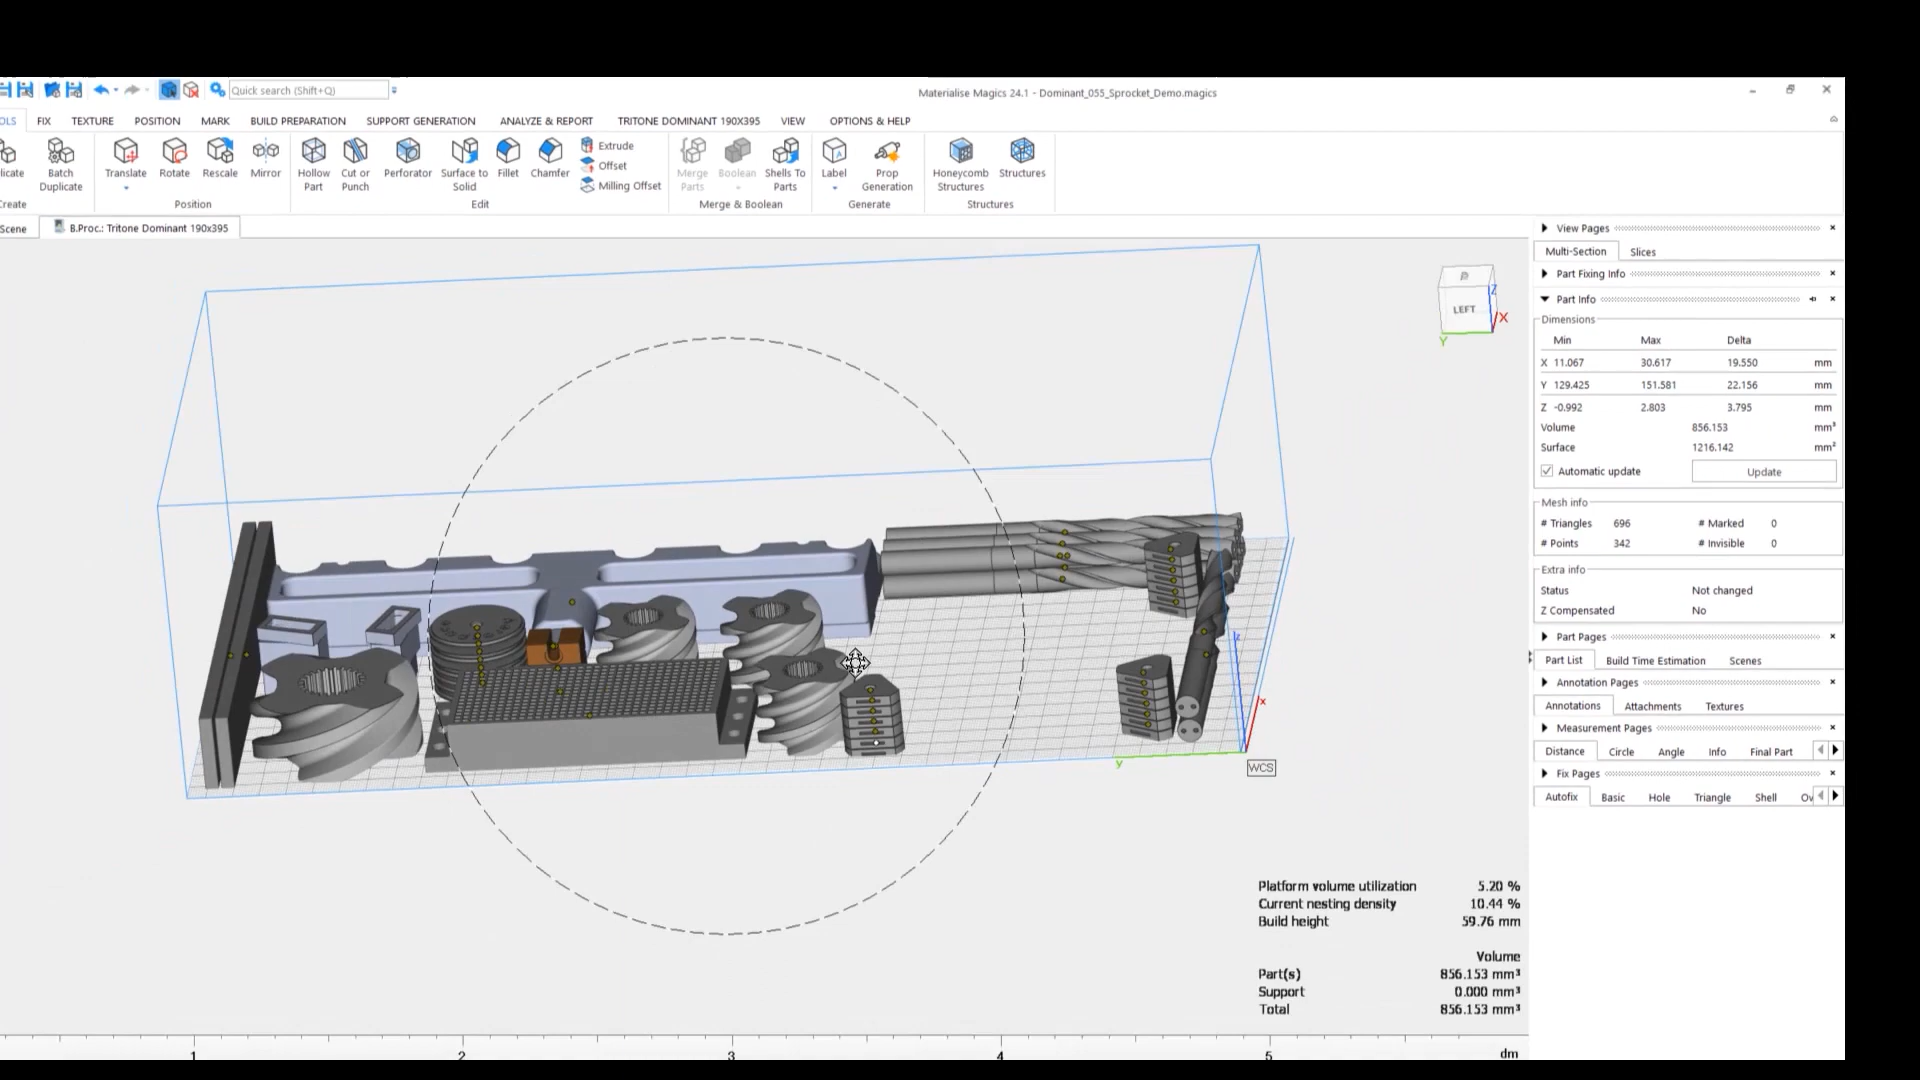 Quick search (Shift+Q)
Materialise Magics 24.1 - Dominant_055_Sprocket_Demo.magics
OLS FIX TEXTURE POSITION MARK BUILD PREPARATION SUPPORT GENERATION ANALYZE & REPORT TRITONE DOMINANT 190X395 VIEW OPTIONS & HELP
licate Batch Duplicate Translate Rotate Rescale Mirror Hollow Part Cut or Punch Perforator Surface to Solid Fillet Chamfer Extrude Offset Milling Offset Merge Parts Boolean Shells To Parts Label Prop Generation Honeycomb Structures Structures
Create Position Edit Merge & Boolean Generate Structures
Scene B.Proc.: Tritone Dominant 190x395
View Pages
Multi-Section Slices
Part Fixing Info
Part Info
Dimensions
Min Max Delta
X 11.067 30.617 19.550 mm
Y 129.425 151.581 22.156 mm
Z -0.992 2.803 3.795 mm
Volume 856.153 mm³
Surface 1216.142 mm²
Automatic update Update
Mesh info
# Triangles 696 # Marked 0
# Points 342 # Invisible 0
Extra info
Status Not changed
Z Compensated No
Part Pages
Part List Build Time Estimation Scenes
Annotation Pages
Annotations Attachments Textures
Measurement Pages
Distance Circle Angle Info Final Part
Fix Pages
Autofix Basic Hole Triangle Shell Ov
LEFT
Z
X
Y
z
x
y
WCS
Platform volume utilization 5.20 %
Current nesting density 10.44 %
Build height 59.76 mm
Volume
Part(s) 856.153 mm³
Support 0.000 mm³
Total 856.153 mm³
1 2 3 4 5 dm